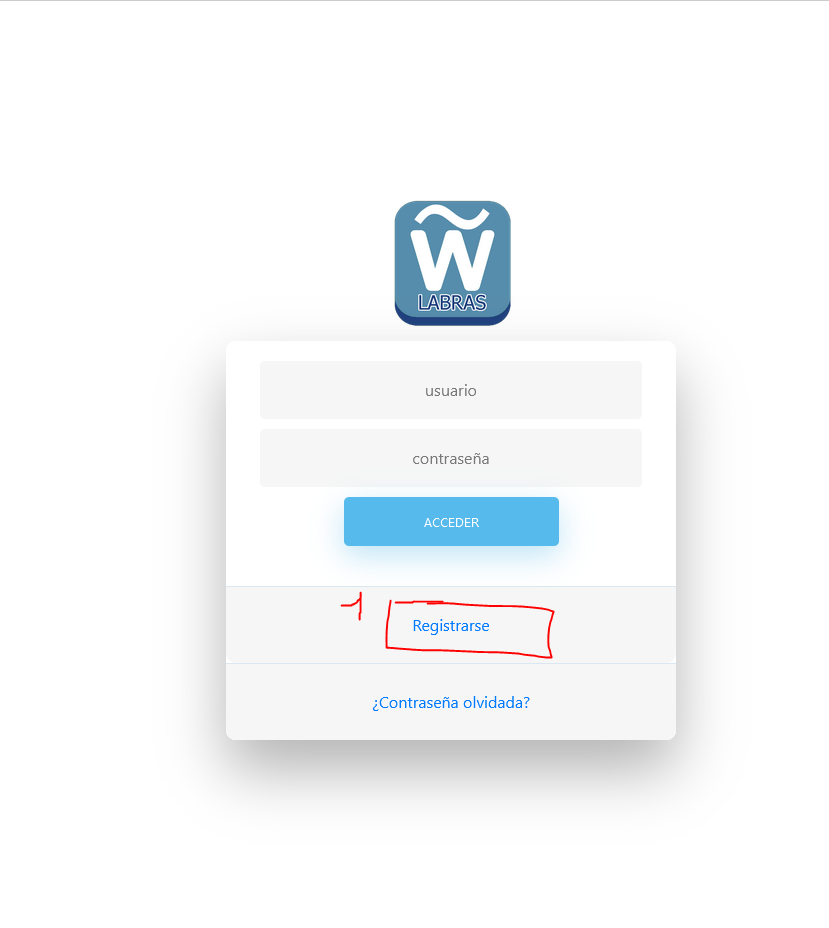 W̃
LABRAS
usuario
contraseña
ACCEDER
1
Registrarse
¿Contraseña olvidada?